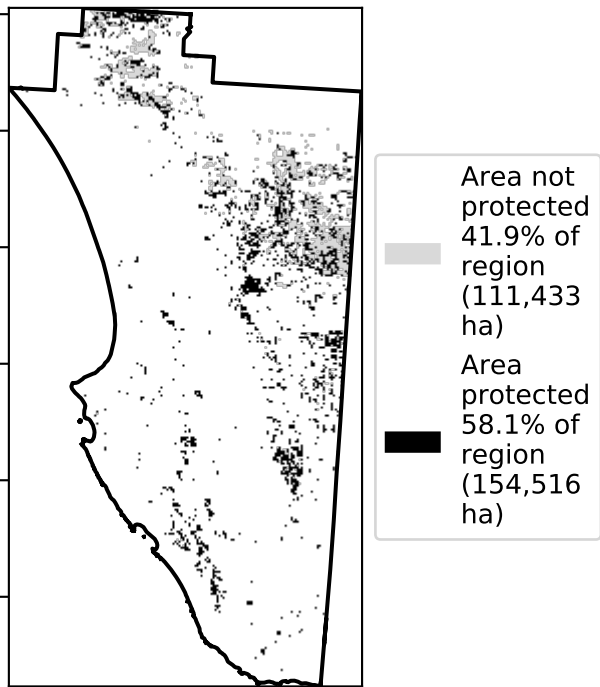 Area not
protected
41.9% of
region
(111,433
ha)
Area
protected
58.1% of
region
(154,516
ha)